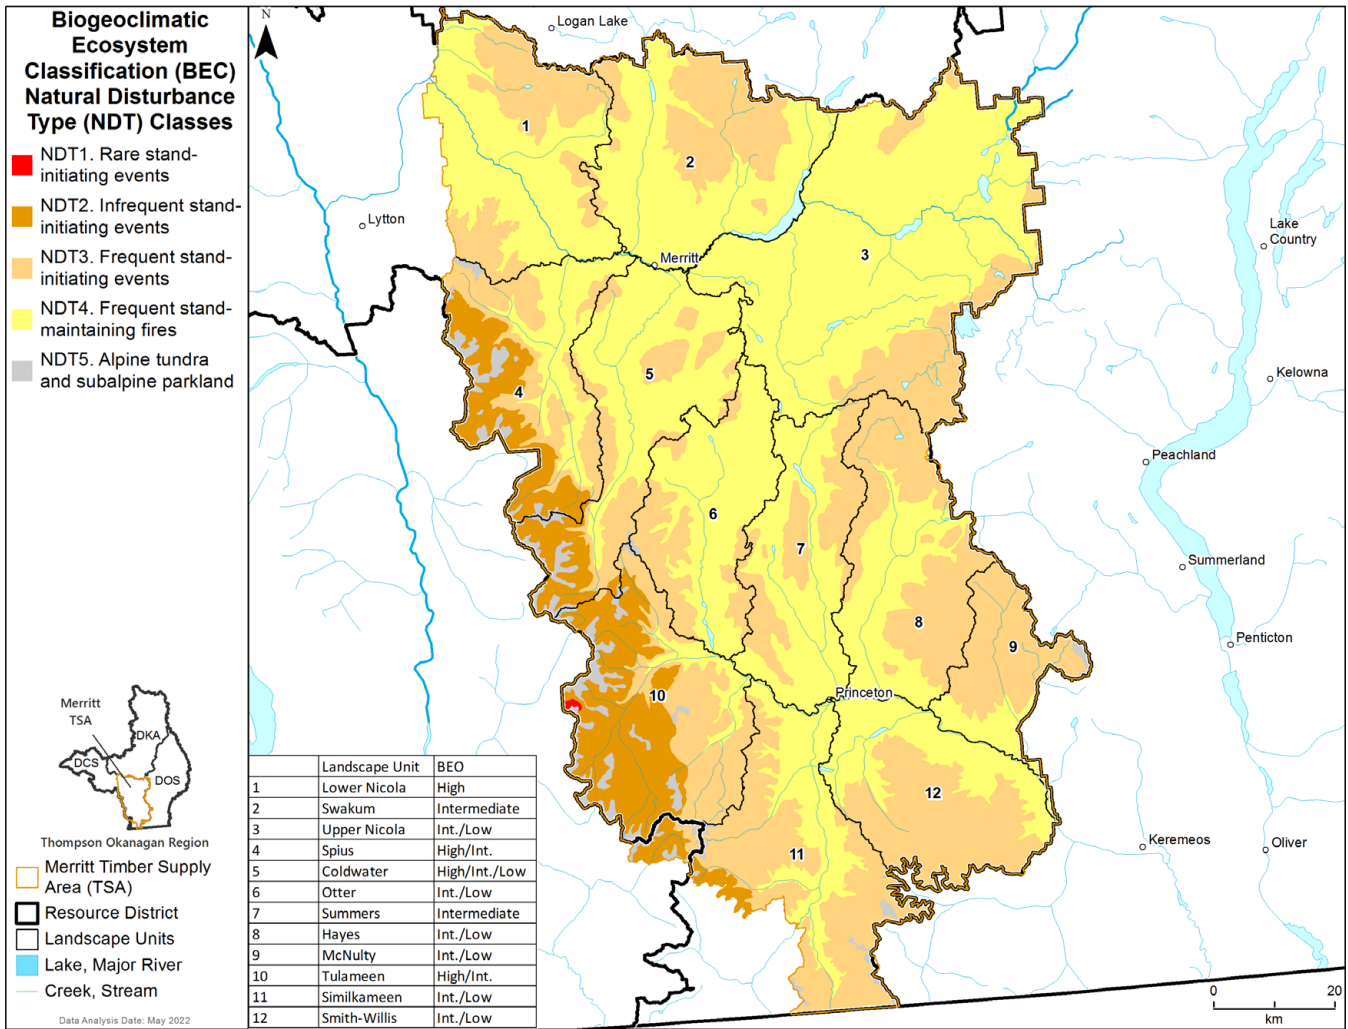 Biogeoclimatic
Ecosystem
Classification (BEC)
Natural Disturbance
Type (NDT) Classes
NDT1. Rare stand-
initiating events
NDT2. Infrequent stand-
initiating events
NDT3. Frequent stand-
initiating events
NDT4. Frequent stand-
maintaining fires
NDT5. Alpine tundra
and subalpine parkland
Merritt
TSA
DKA
DCS
DOS
Thompson Okanagan Region
Merritt Timber Supply
Area (TSA)
Resource District
Landscape Units
Lake, Major River
Creek, Stream
Data Analysis Date: May 2022
N
Logan Lake
1
2
Lytton
Lake
Country
Merritt
3
Kelowna
5
4
Peachland
6
7
Summerland
8
9
Penticton
10
Princeton
12
Keremeos
Oliver
11
Landscape Unit BEO
1 Lower Nicola High
2 Swakum Intermediate
3 Upper Nicola Int./Low
4 Spius High/Int.
5 Coldwater High/Int./Low
6 Otter Int./Low
7 Summers Intermediate
8 Hayes Int./Low
9 McNulty Int./Low
10 Tulameen High/Int.
11 Similkameen Int./Low
12 Smith-Willis Int./Low
0 10 20
km